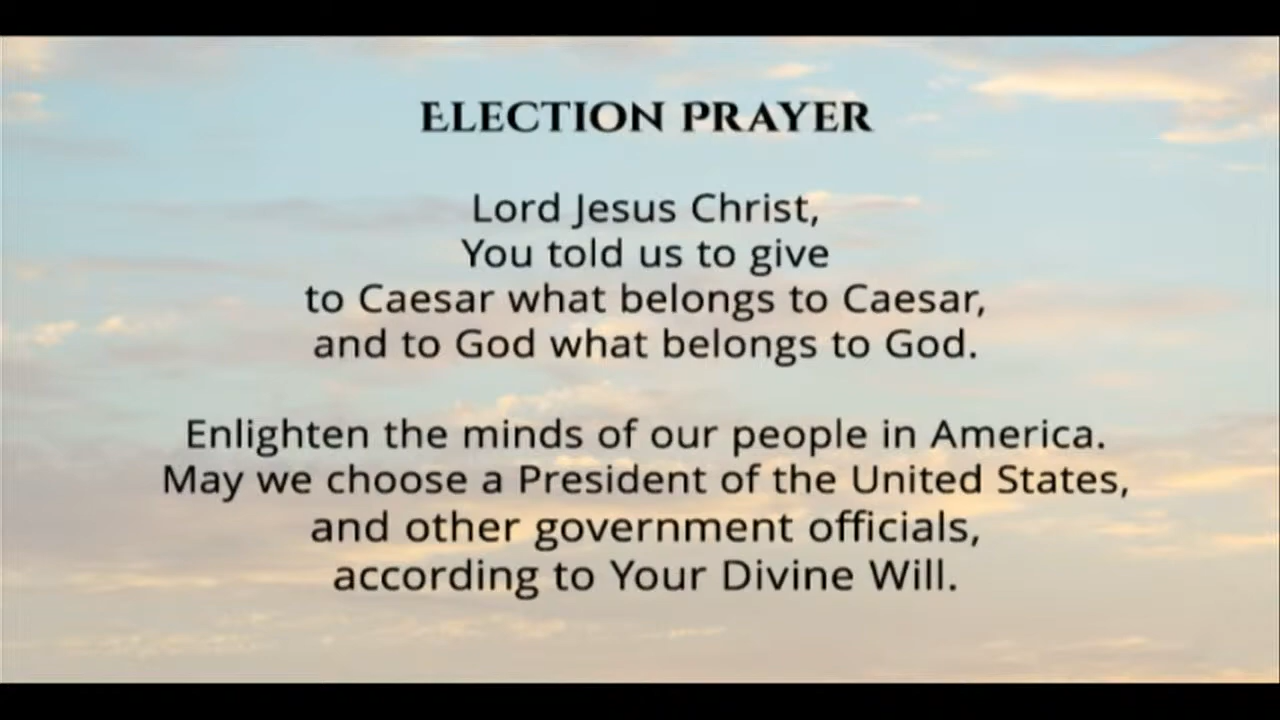 ELECTION PRAYER
Lord Jesus Christ,
You told us to give
to Caesar what belongs to Caesar,
and to God what belongs to God.
Enlighten the minds of our people in America.
May we choose a President of the United States,
and other government officials,
according to Your Divine Will.